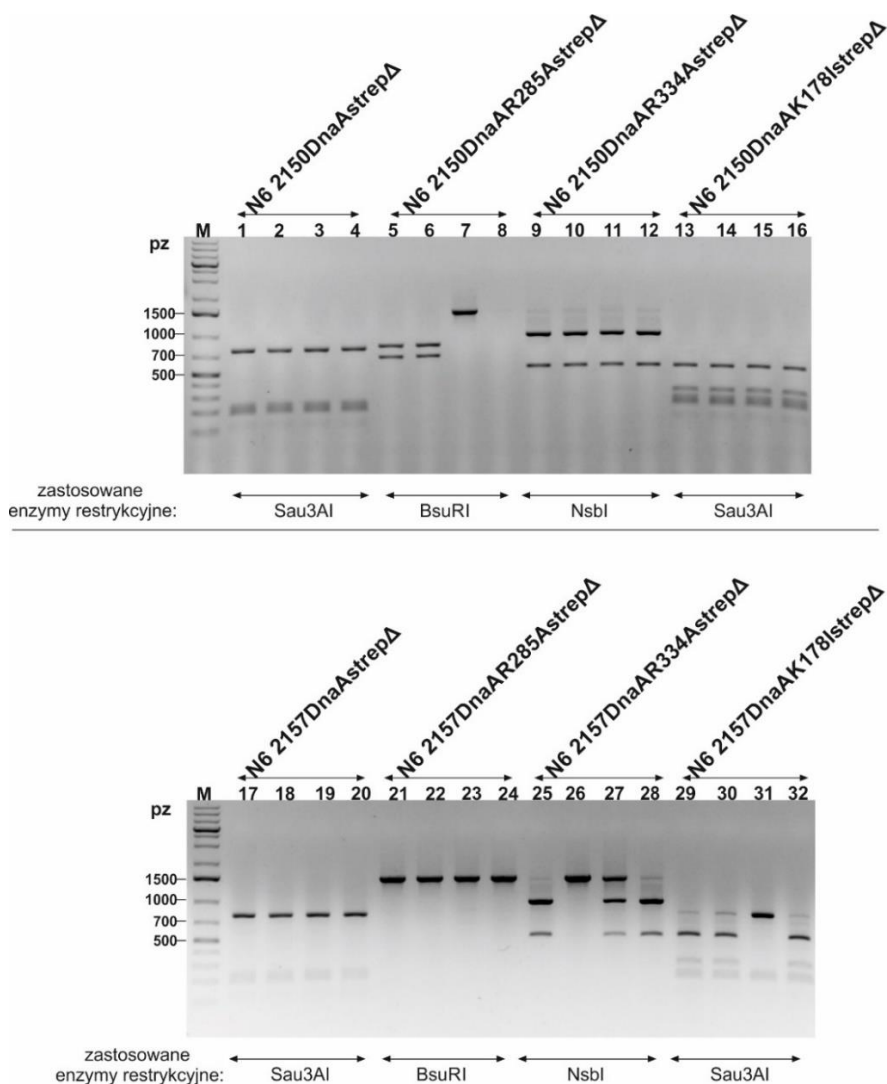 N6 2150DnaAstrepΔ
N6 2150DnaAR285AstrepΔ
N6 2150DnaAR334AstrepΔ
N6 2150DnaAK178IstrepΔ
M 1 2 3 4 5 6 7 8 9 10 11 12 13 14 15 16
pz
1500
1000
700
500
zastosowane
enzymy restrykcyjne: Sau3AI BsuRI NsbI Sau3AI
N6 2157DnaAstrepΔ
N6 2157DnaAR285AstrepΔ
N6 2157DnaAR334AstrepΔ
N6 2157DnaAK178IstrepΔ
M 17 18 19 20 21 22 23 24 25 26 27 28 29 30 31 32
pz
1500
1000
700
500
zastosowane
enzymy restrykcyjne: Sau3AI BsuRI NsbI Sau3AI